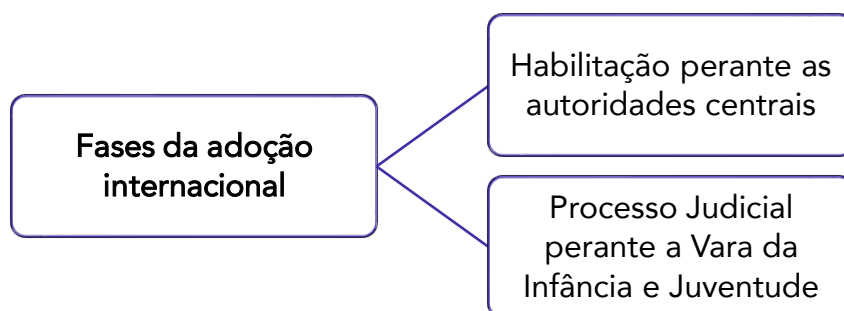 Fases da adoção
internacional
Habilitação perante as
autoridades centrais
Processo Judicial
perante a Vara da
Infância e Juventude